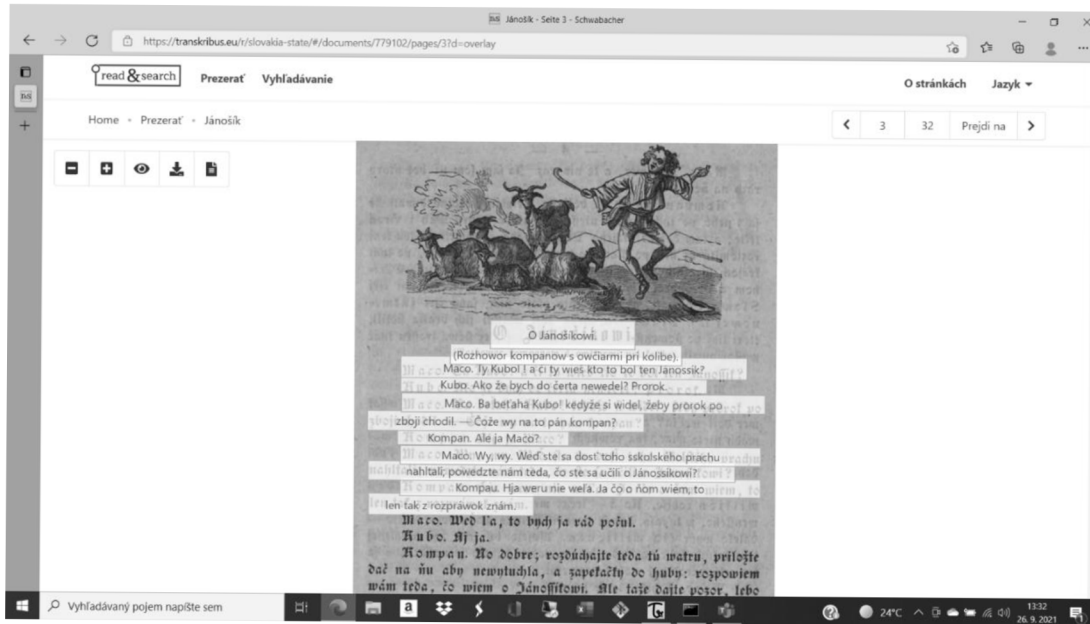 Jánošík - Seite 3 - Schwabacher
https://transkribus.eu/r/slovakia-state/#/documents/779102/pages/3?d=overlay
read & search
Prezerať
Vyhľadávanie
O stránkách
Jazyk
Home • Prezerať • Jánošík
3
32
Prejdi na
O Jánošíkowi.
(Rozhowor kompanow s owčiarmi pri kolibe).
Maco. Ty Kubo! ! a či ty wieš kto to bol ten Jánossik?
Kubo. Ako že bych do čerta newedel? Prorok.
Maco. Ba beťaha Kubo! kedyže si widel, žeby prorok po
zboji chodil. — Čože wy na to pán kompan?
Kompan. Ale ja Maco?
Maco. Wy, wy. Weď ste sa dosť toho sskolského prachu
nahltali; powedzte nám teda, čo ste sa učili o Jánossikowi?
Kompau. Hja weru nie weľa. Ja čo o ňom wiem, to
len tak z rozprawok znám.
Maco. Weď ľa, to bych ja rád počul.
Kubo. Aj ja.
Kompan. No dobre; rozdúchajte teda tú watru, priložte
dač na ňu aby newytuchla, a zapekačky do huby: rozpowiem
wám teda, čo wiem o Jánoſſikowi. Ale taže dajte pozor, lebo
Vyhľadávaný pojem napíšte sem
24°C
13:32
26. 9. 2021